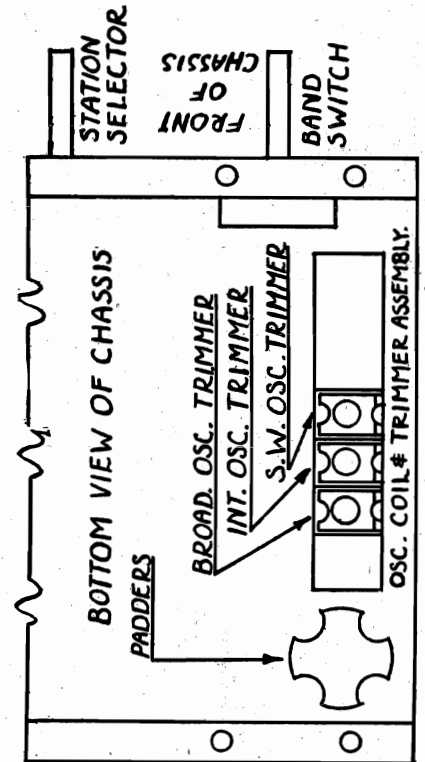 STATION
SELECTOR
FRONT
OF
CHASSIS
BAND
SWITCH
BOTTOM VIEW OF CHASSIS
BROAD. OSC. TRIMMER
INT. OSC. TRIMMER
S.W. OSC. TRIMMER
PADDERS
OSC. COIL & TRIMMER ASSEMBLY.